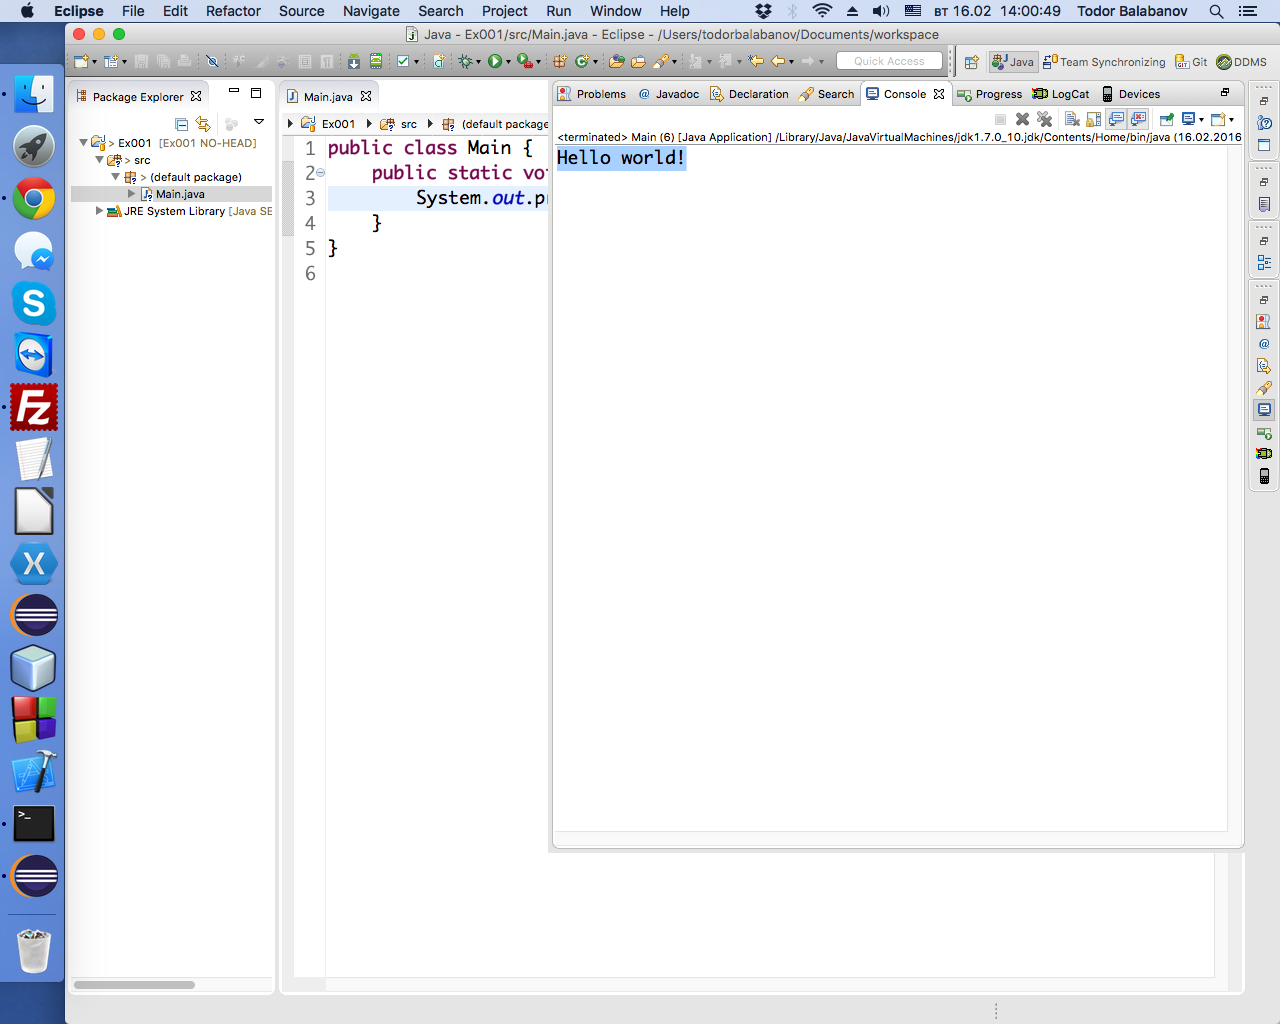 Eclipse File Edit Refactor Source Navigate Search Project Run Window Help вт 16.02 14:00:49 Todor Balabanov
Java - Ex001/src/Main.java - Eclipse - /Users/todorbalabanov/Documents/workspace
Quick Access Java Team Synchronizing Git DDMS
Package Explorer
> Ex001 [Ex001 NO-HEAD]
> src
> (default package)
Main.java
JRE System Library [Java SE
Main.java
Ex001 src (default package
1 public class Main {
2 public static vo
3 System.out.p
4 }
5 }
6
Problems Javadoc Declaration Search Console Progress LogCat Devices
<terminated> Main (6) [Java Application] /Library/Java/JavaVirtualMachines/jdk1.7.0_10.jdk/Contents/Home/bin/java (16.02.2016
Hello world!